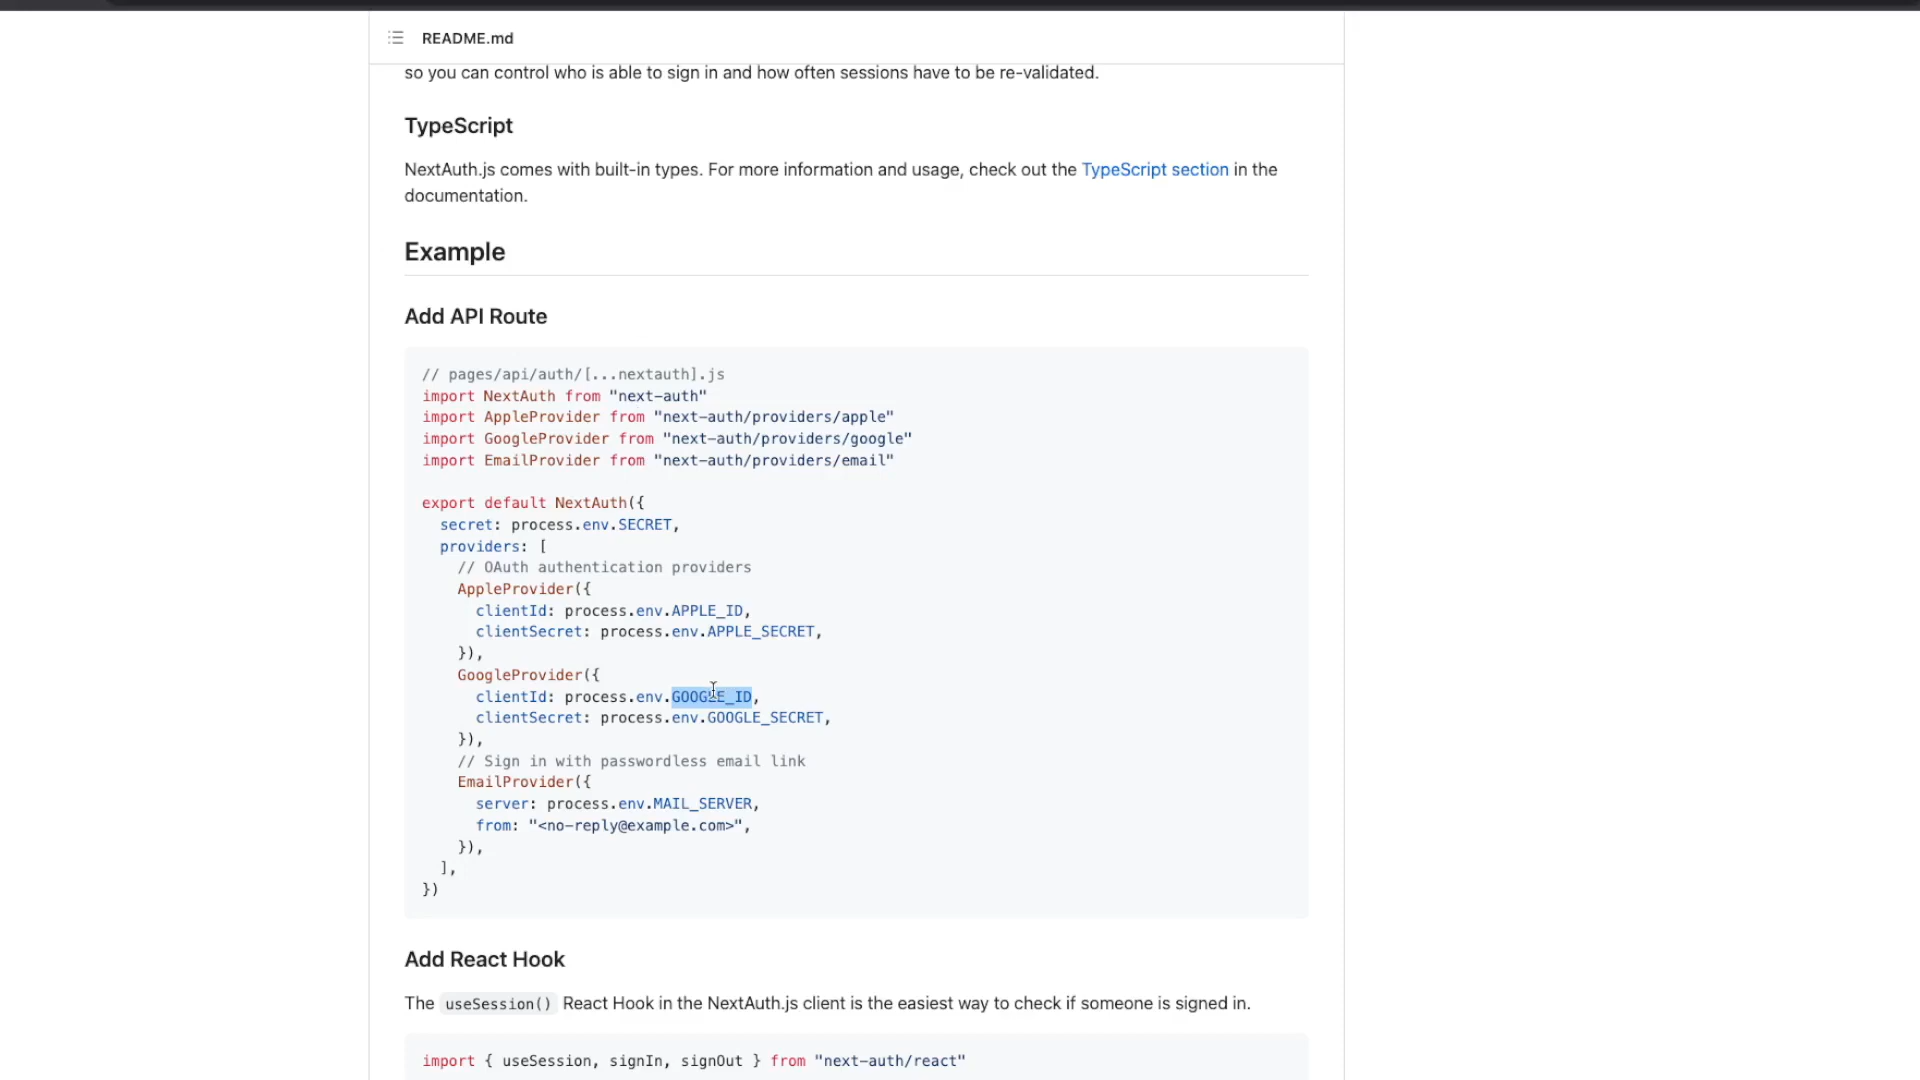 README.md
so you can control who is able to sign in and how often sessions have to be re-validated.
TypeScript
NextAuth.js comes with built-in types. For more information and usage, check out the TypeScript section in the
documentation.
Example
Add API Route
// pages/api/auth/[...nextauth].js
import NextAuth from "next-auth"
import AppleProvider from "next-auth/providers/apple"
import GoogleProvider from "next-auth/providers/google"
import EmailProvider from "next-auth/providers/email"
export default NextAuth({
  secret: process.env.SECRET,
  providers: [
    // OAuth authentication providers
    AppleProvider({
      clientId: process.env.APPLE_ID,
      clientSecret: process.env.APPLE_SECRET,
    }),
    GoogleProvider({
      clientId: process.env.GOOGLE_ID,
      clientSecret: process.env.GOOGLE_SECRET,
    }),
    // Sign in with passwordless email link
    EmailProvider({
      server: process.env.MAIL_SERVER,
      from: "<no-reply@example.com>",
    }),
  ],
})
Add React Hook
The useSession() React Hook in the NextAuth.js client is the easiest way to check if someone is signed in.
import { useSession, signIn, signOut } from "next-auth/react"